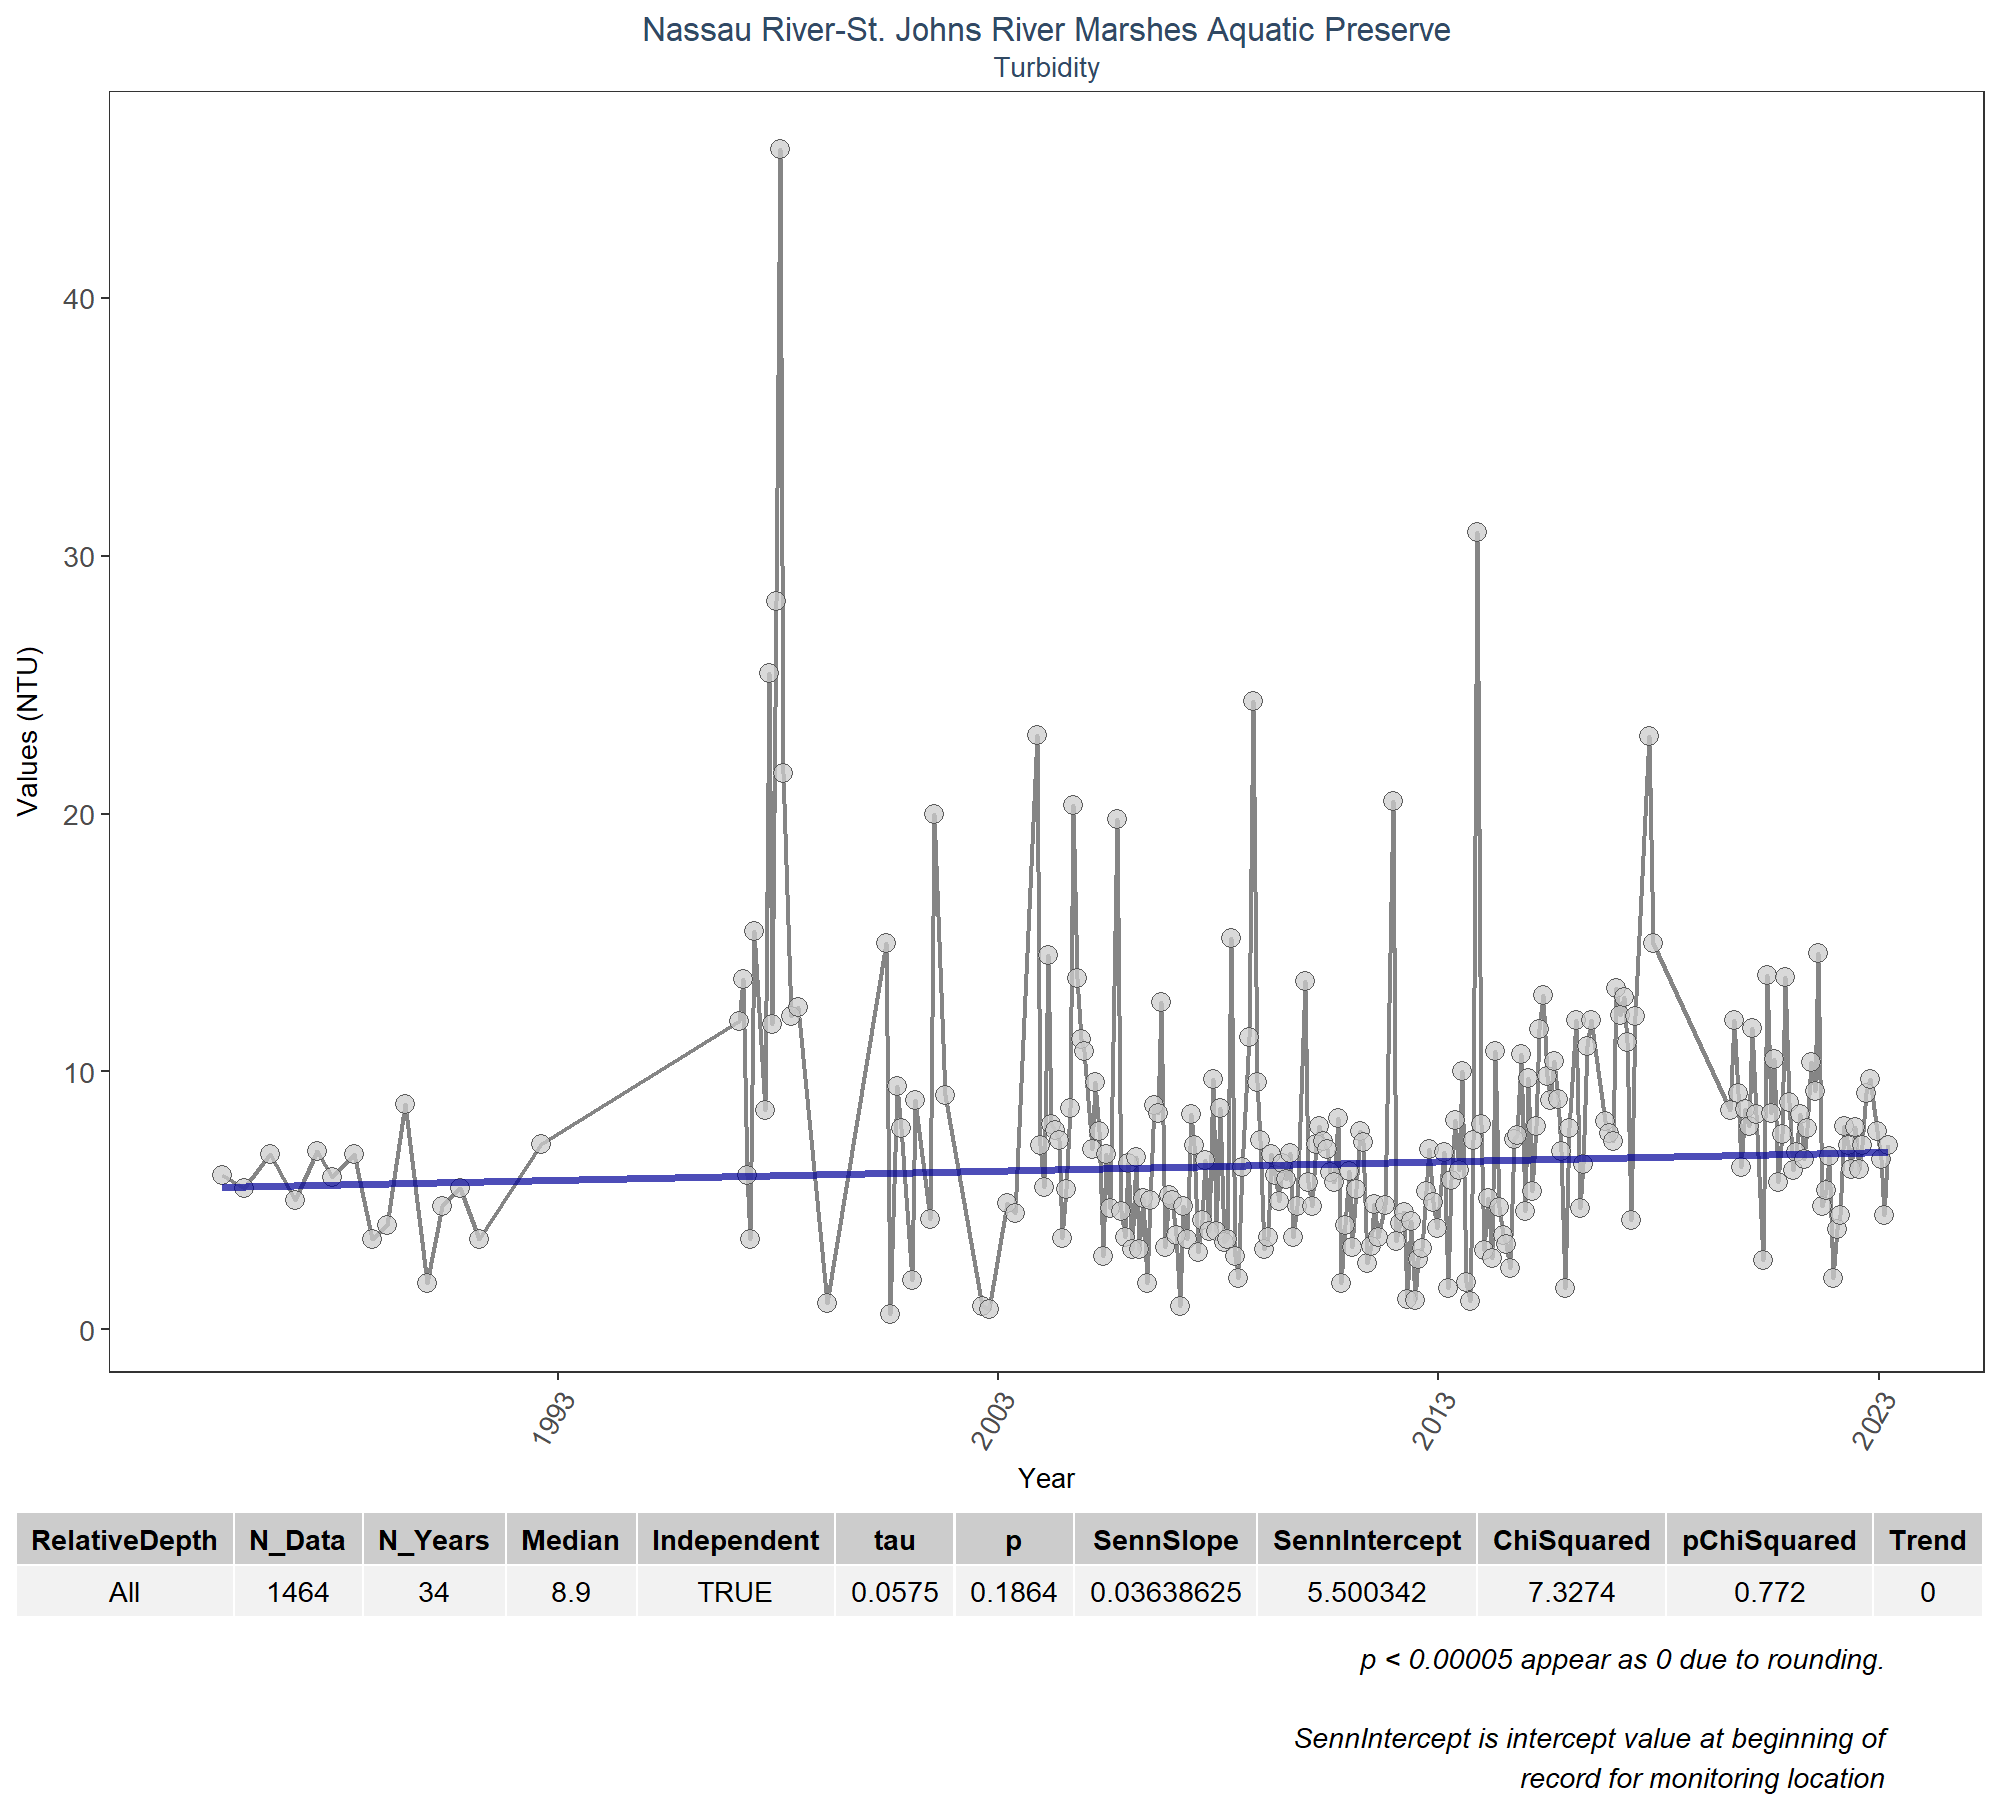 Nassau River-St. Johns River Marshes Aquatic Preserve
Turbidity
Values (NTU)
40
30
20
10
0
1993 2003 2013 2023
Year
RelativeDepth N_Data N_Years Median Independent tau p SennSlope SennIntercept ChiSquared pChiSquared Trend
All 1464 34 8.9 TRUE 0.0575 0.1864 0.03638625 5.500342 7.3274 0.772 0
p < 0.00005 appear as 0 due to rounding.
SennIntercept is intercept value at beginning of
record for monitoring location